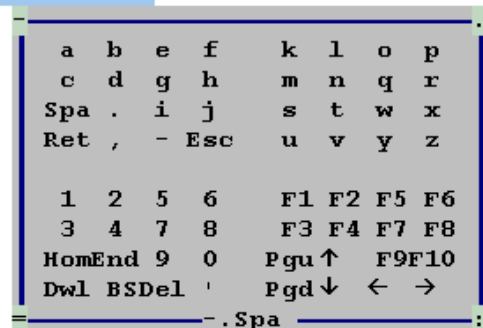 - .
a b e f k l o p
c d g h m n q r
Spa . i j s t w x
Ret , - Esc u v y z
1 2 5 6 F1 F2 F5 F6
3 4 7 8 F3 F4 F7 F8
HomEnd 9 0 Pgu ↑ F9F10
Dwl BSDel ' Pgd ↓ ← →
= -.Spa :